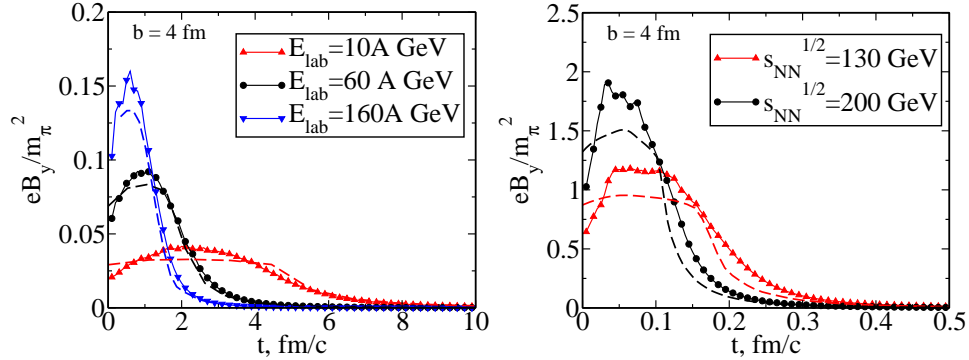 b = 4 fm
E_lab=10A GeV
E_lab=60 A GeV
E_lab=160A GeV
eB_y/m_π^2
0.2
0.15
0.1
0.05
0
0 2 4 6 8 10
t, fm/c
b = 4 fm
s_NN^1/2=130 GeV
s_NN^1/2=200 GeV
eB_y/m_π^2
2.5
2
1.5
1
0.5
0
0 0.1 0.2 0.3 0.4 0.5
t, fm/c